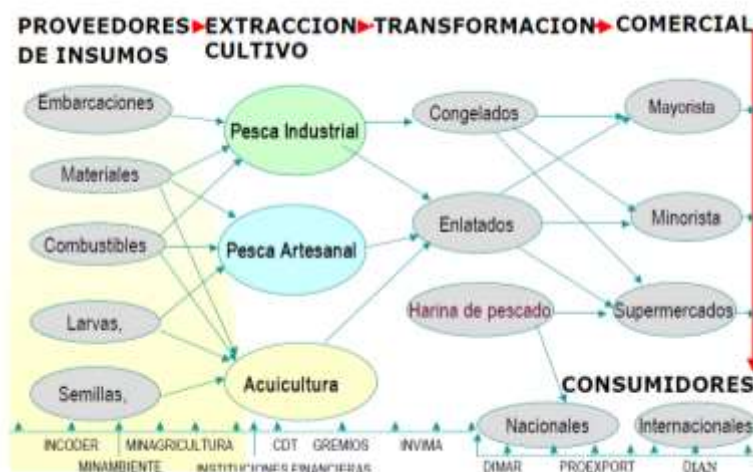 PROVEEDORES EXTRACCION TRANSFORMACION COMERCIAL
DE INSUMOS CULTIVO
Embarcaciones
Pesca Industrial
Congelados
Mayorista
Materiales
Combustibles
Pesca Artesanal
Enlatados
Minorista
Larvas,
Harina de pescado
Supermercados
Semillas,
Acuicultura
CONSUMIDORES
Nacionales
Internacionales
INCODER MINAGRICULTURA CDT GREMIOS INVIMA
MINAMBIENTE INSTITUCIONES FINANCIERAS DIMAR PROEXPORT DIAN